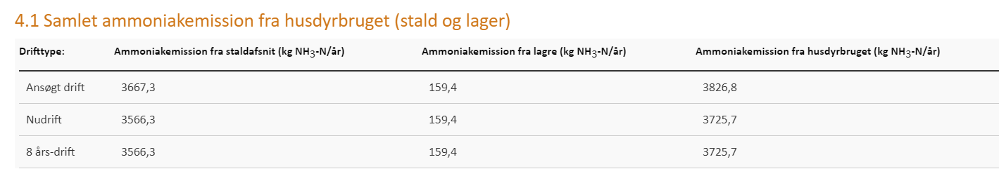 4.1 Samlet ammoniakemission fra husdyrbruget (stald og lager)
Drifttype: Ammoniakemission fra staldafsnit (kg NH3-N/år) Ammoniakemission fra lagre (kg NH3-N/år) Ammoniakemission fra husdyrbruget (kg NH3-N/år)
Ansøgt drift 3667,3 159,4 3826,8
Nudrift 3566,3 159,4 3725,7
8 års-drift 3566,3 159,4 3725,7